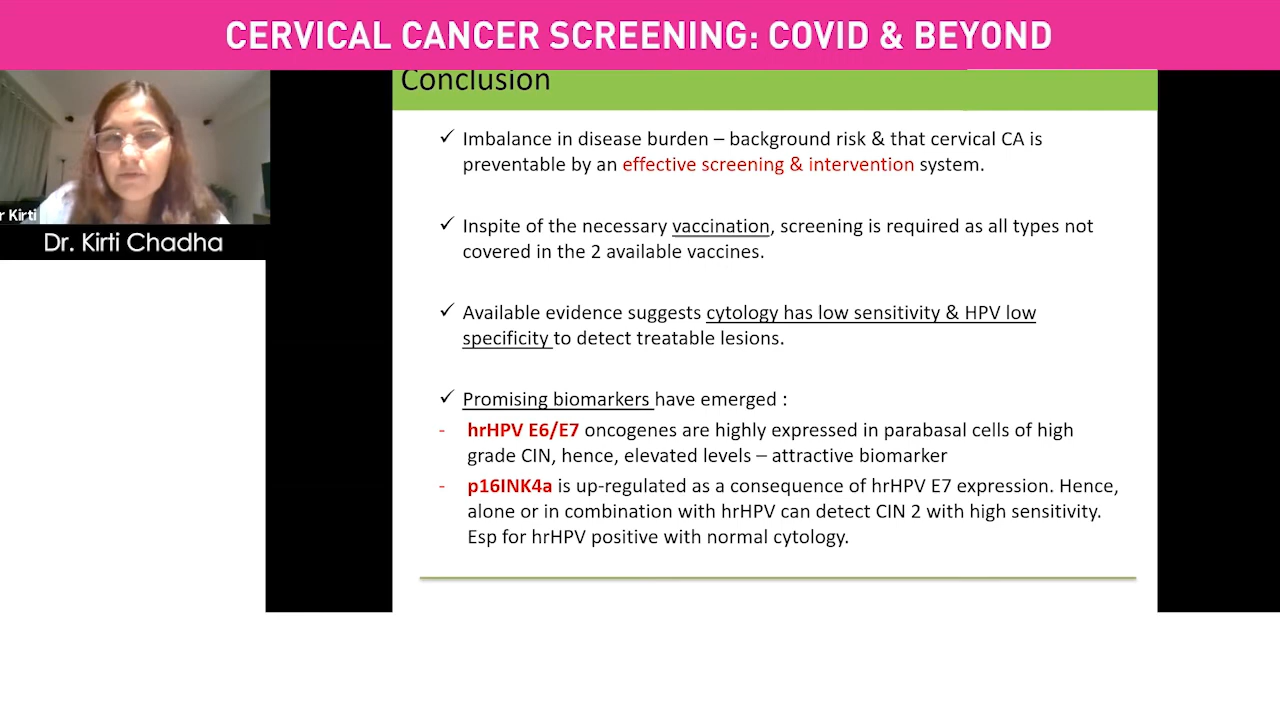 CERVICAL CANCER SCREENING: COVID & BEYOND
Conclusion
r Kirti
Dr. Kirti Chadha
✓ Imbalance in disease burden – background risk & that cervical CA is
preventable by an effective screening & intervention system.
✓ Inspite of the necessary vaccination, screening is required as all types not
covered in the 2 available vaccines.
✓ Available evidence suggests cytology has low sensitivity & HPV low
specificity to detect treatable lesions.
✓ Promising biomarkers have emerged :
- hrHPV E6/E7 oncogenes are highly expressed in parabasal cells of high
grade CIN, hence, elevated levels – attractive biomarker
- p16INK4a is up-regulated as a consequence of hrHPV E7 expression. Hence,
alone or in combination with hrHPV can detect CIN 2 with high sensitivity.
Esp for hrHPV positive with normal cytology.